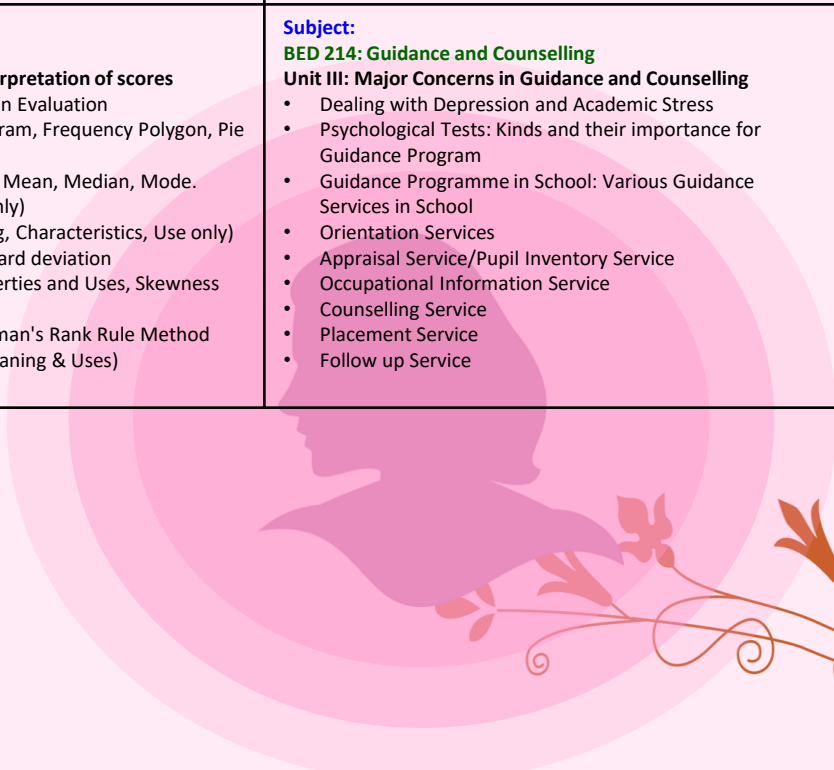 rpretation of scores
n Evaluation
ram, Frequency Polygon, Pie
Mean, Median, Mode.
nly)
g, Characteristics, Use only)
ard deviation
erties and Uses, Skewness
man's Rank Rule Method
aning & Uses)
Subject:
BED 214: Guidance and Counselling
Unit III: Major Concerns in Guidance and Counselling
• Dealing with Depression and Academic Stress
• Psychological Tests: Kinds and their importance for
Guidance Program
• Guidance Programme in School: Various Guidance
Services in School
• Orientation Services
• Appraisal Service/Pupil Inventory Service
• Occupational Information Service
• Counselling Service
• Placement Service
• Follow up Service